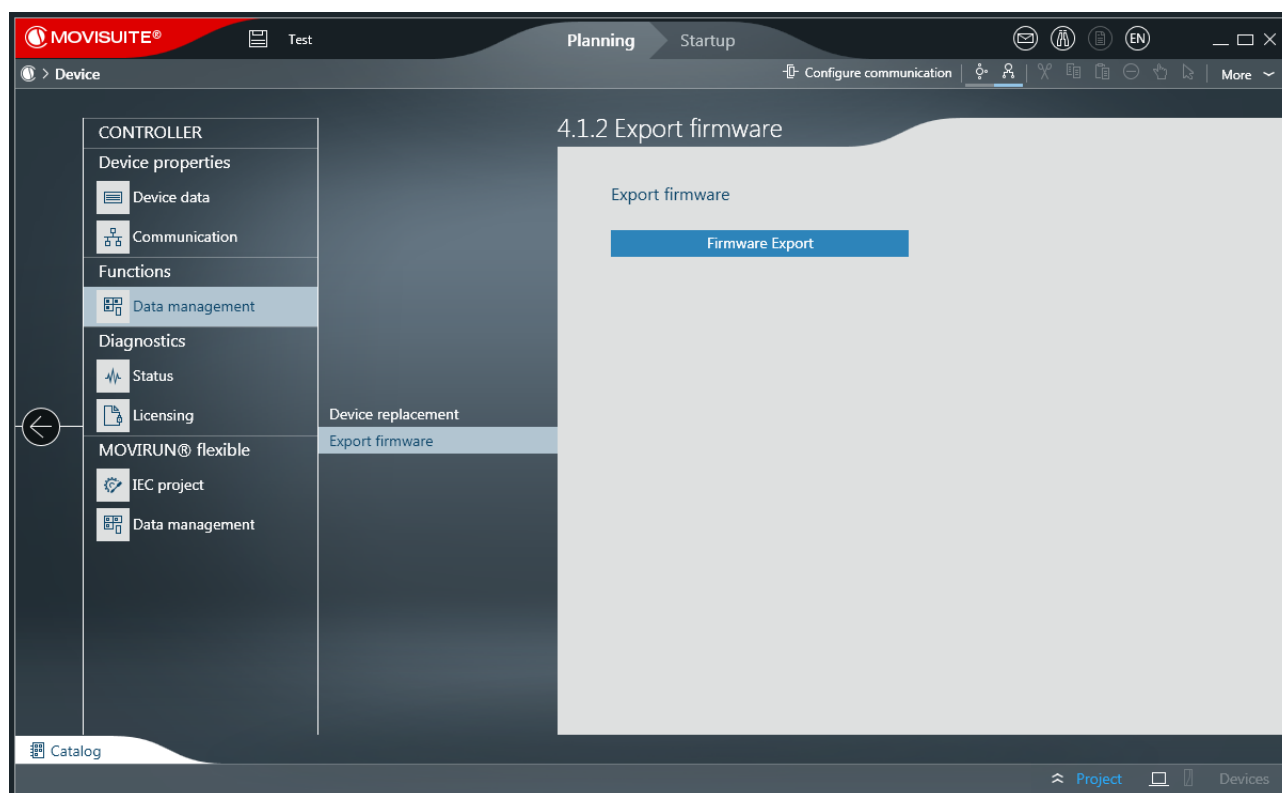 MOVISUITE®
Test
Planning
Startup
EN
> Device
Configure communication
More
CONTROLLER
Device properties
Device data
Communication
Functions
Data management
Diagnostics
Status
Licensing
MOVIRUN® flexible
IEC project
Data management
Device replacement
Export firmware
4.1.2 Export firmware
Export firmware
Firmware Export
Catalog
Project
Devices